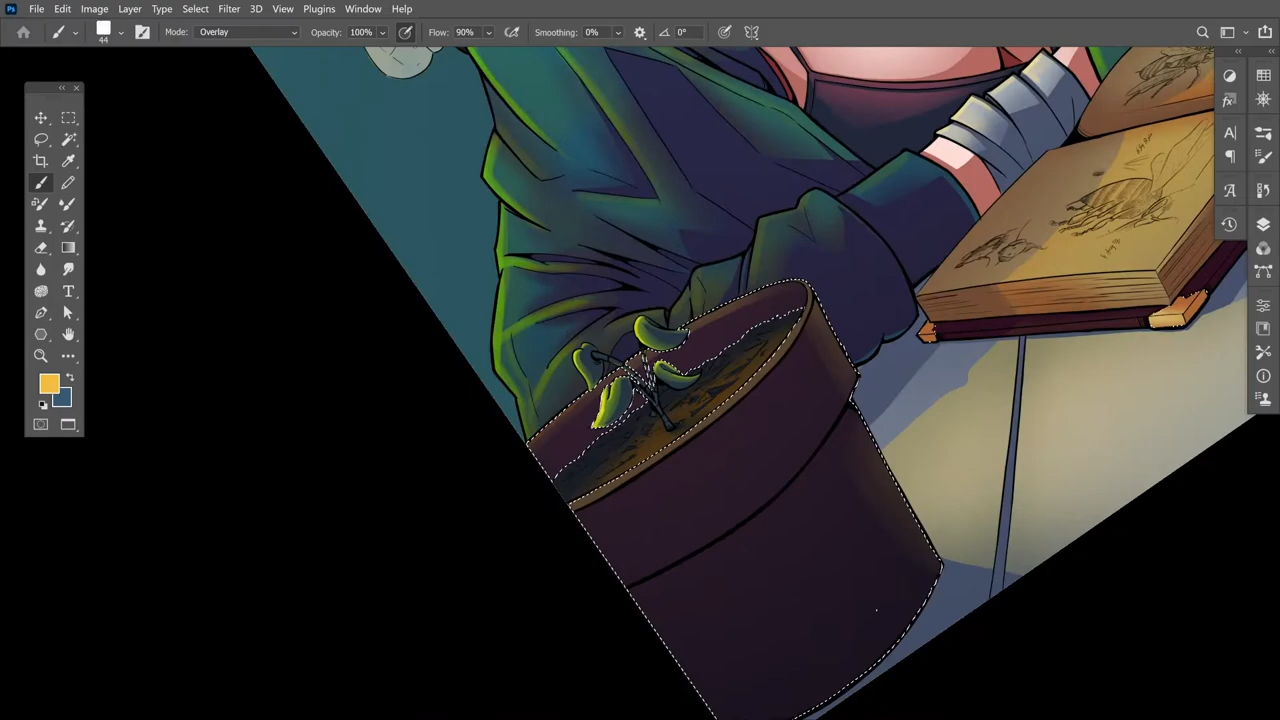 Ps File Edit Image Layer Type Select Filter 3D View Plugins Window Help
44 Mode: Overlay Opacity: 100% Flow: 90% Smoothing: 0% 0°